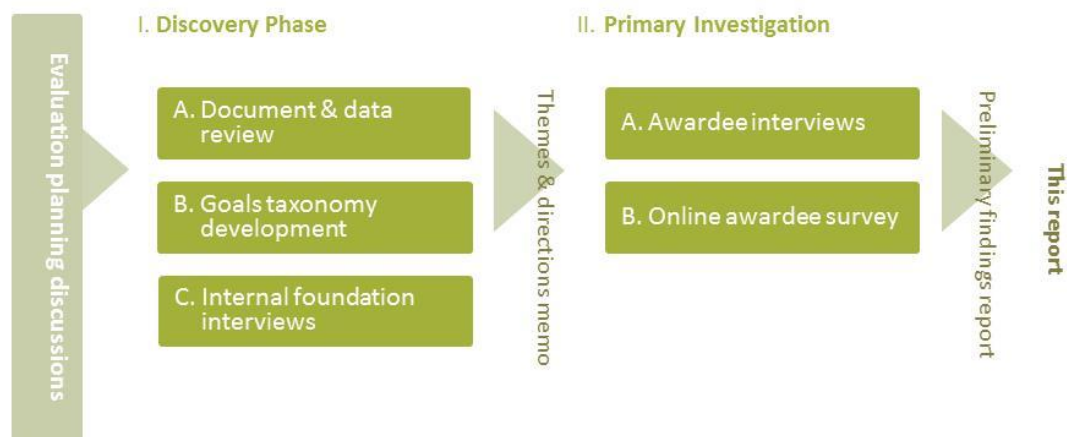 Evaluation planning discussions
I. Discovery Phase
A. Document & data
review
B. Goals taxonomy
development
C. Internal foundation
interviews
Themes & directions memo
II. Primary Investigation
A. Awardee interviews
B. Online awardee survey
Preliminary findings report
This report